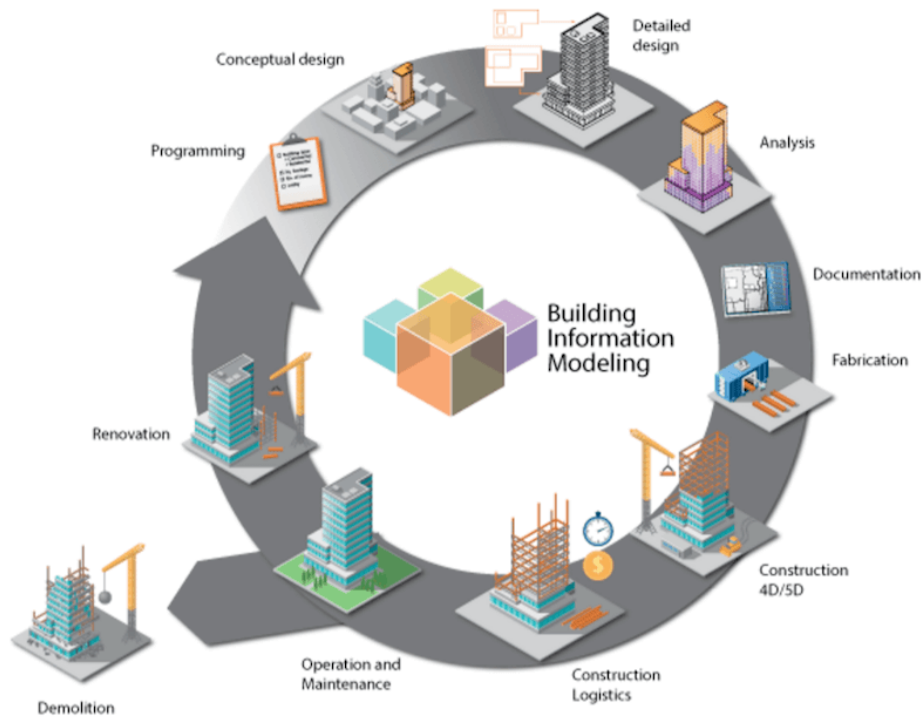 Conceptual design
Detailed
design
Programming
Analysis
Documentation
Building
Information
Modeling
Fabrication
Renovation
$
Construction
4D/5D
Operation and
Maintenance
Construction
Logistics
Demolition